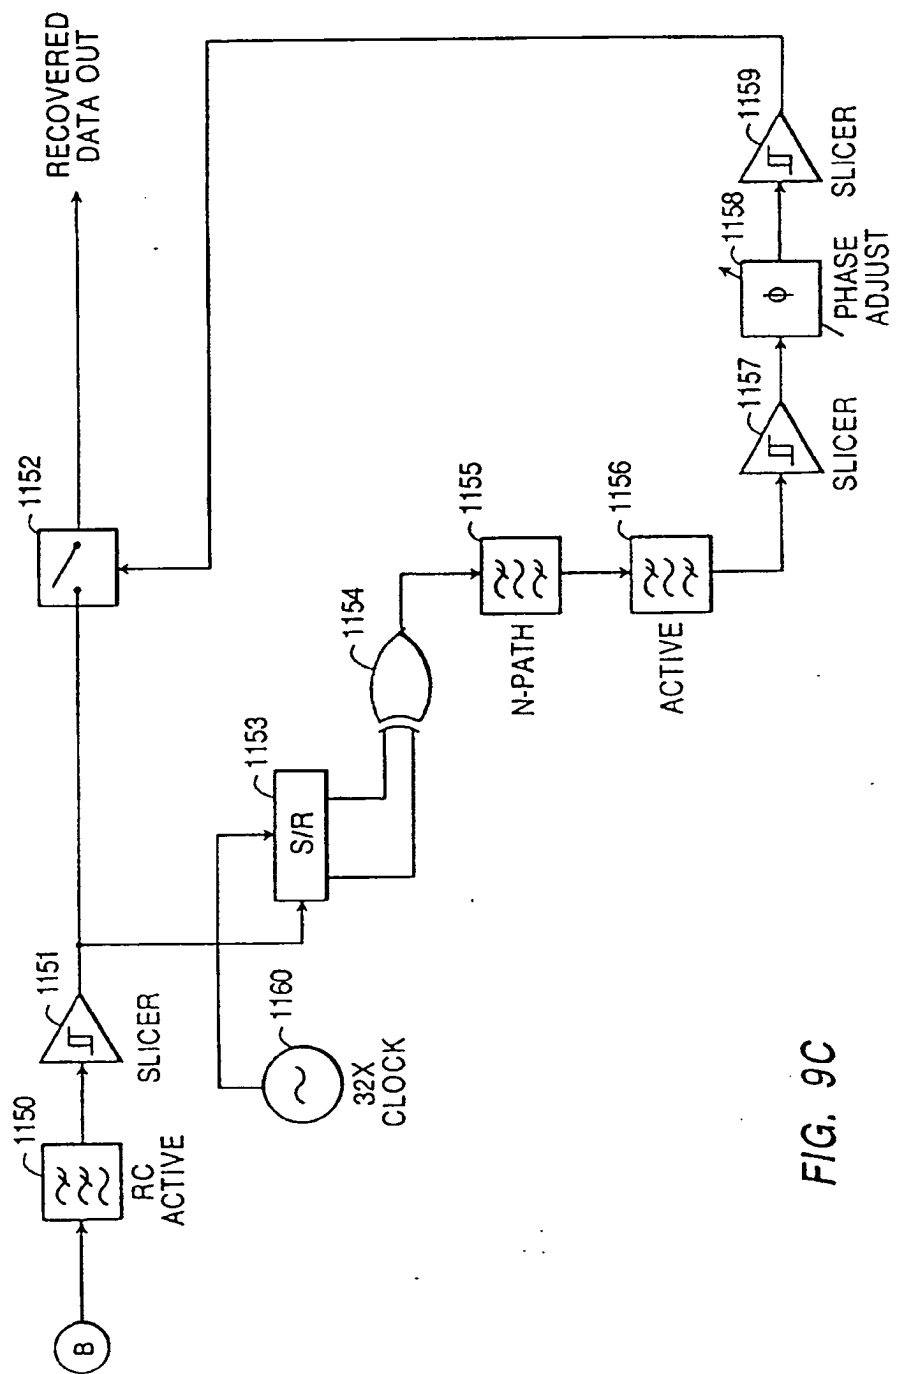 B
1150
RC
ACTIVE
1151
SLICER
1152
RECOVERED
DATA OUT
1160
32X
CLOCK
1153
S/R
1154
1155
N-PATH
1156
ACTIVE
1157
SLICER
1158
ϕ
PHASE
ADJUST
1159
SLICER
FIG. 9C